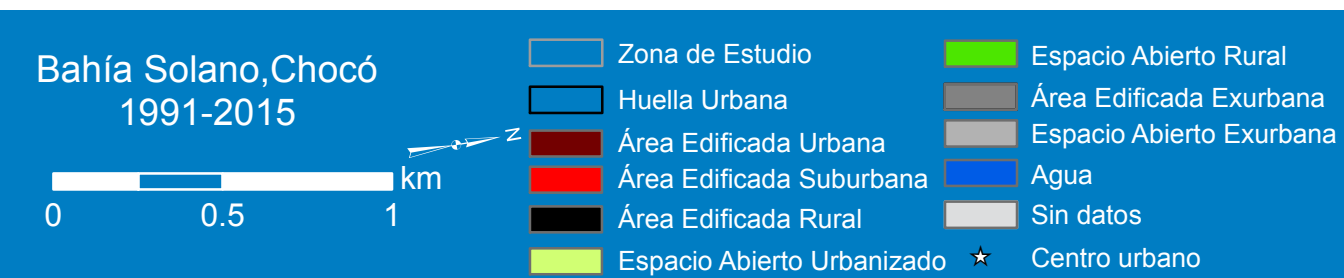 Bahía Solano,Chocó
1991-2015
N
km
0 0.5 1
Zona de Estudio
Huella Urbana
Área Edificada Urbana
Área Edificada Suburbana
Área Edificada Rural
Espacio Abierto Urbanizado
Espacio Abierto Rural
Área Edificada Exurbana
Espacio Abierto Exurbana
Agua
Sin datos
Centro urbano